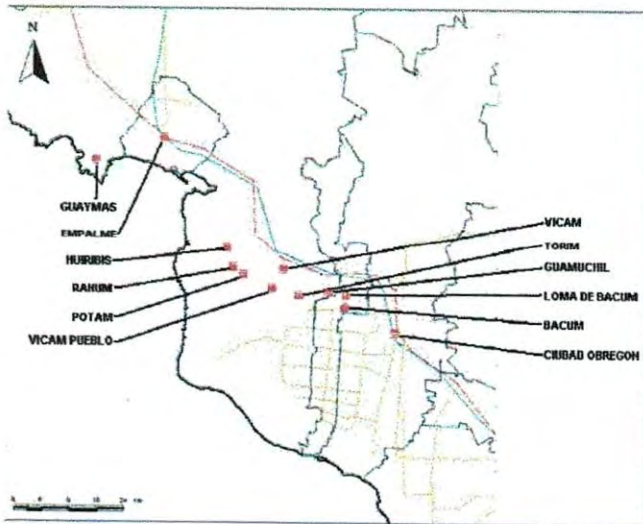 N
GUAYMAS
EMPALME
HUIRIBIS
RAHUM
POTAM
VICAM PUEBLO
VICAM
TORIM
GUAMUCHIL
LOMA DE BACUM
BACUM
CIUDAD OBREGON